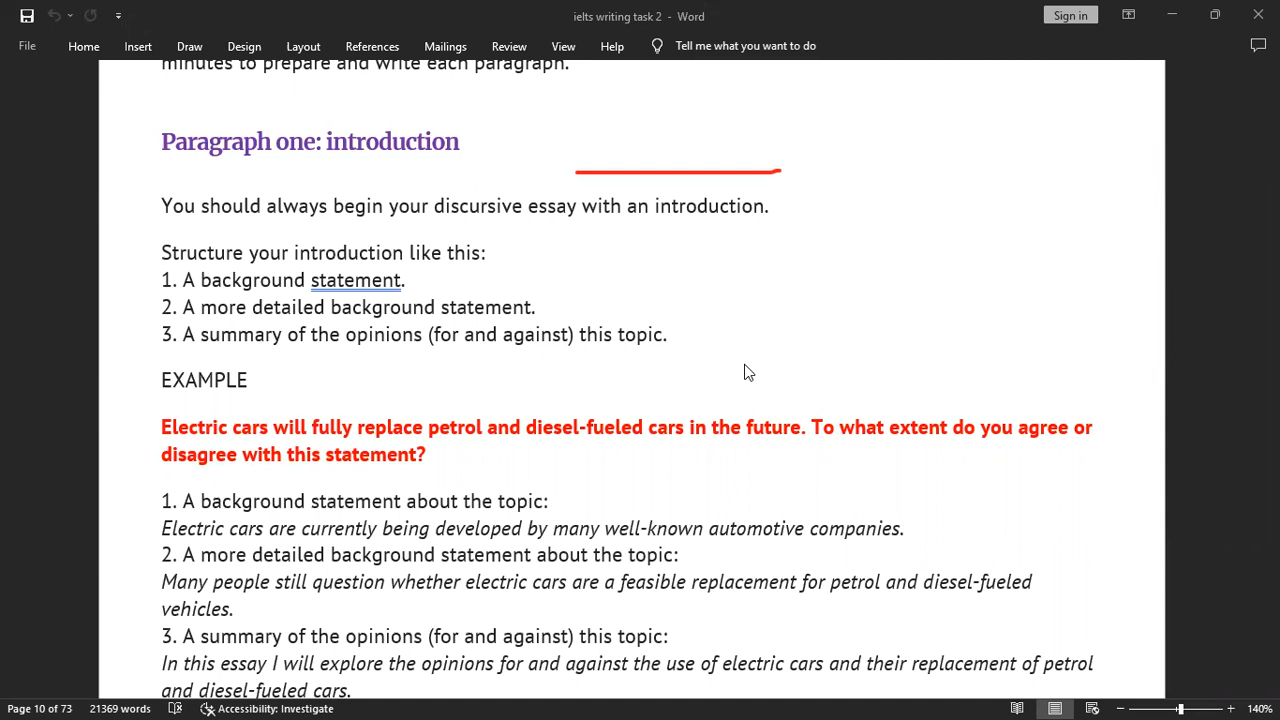 ielts writing task 2 - Word
Sign in
File Home Insert Draw Design Layout References Mailings Review View Help Tell me what you want to do
minutes to prepare and write each paragraph.
Paragraph one: introduction
You should always begin your discursive essay with an introduction.
Structure your introduction like this:
1. A background statement.
2. A more detailed background statement.
3. A summary of the opinions (for and against) this topic.
EXAMPLE
Electric cars will fully replace petrol and diesel-fueled cars in the future. To what extent do you agree or
disagree with this statement?
1. A background statement about the topic:
Electric cars are currently being developed by many well-known automotive companies.
2. A more detailed background statement about the topic:
Many people still question whether electric cars are a feasible replacement for petrol and diesel-fueled
vehicles.
3. A summary of the opinions (for and against) this topic:
In this essay I will explore the opinions for and against the use of electric cars and their replacement of petrol
and diesel-fueled cars.
Page 10 of 73 21369 words Accessibility: Investigate 140%